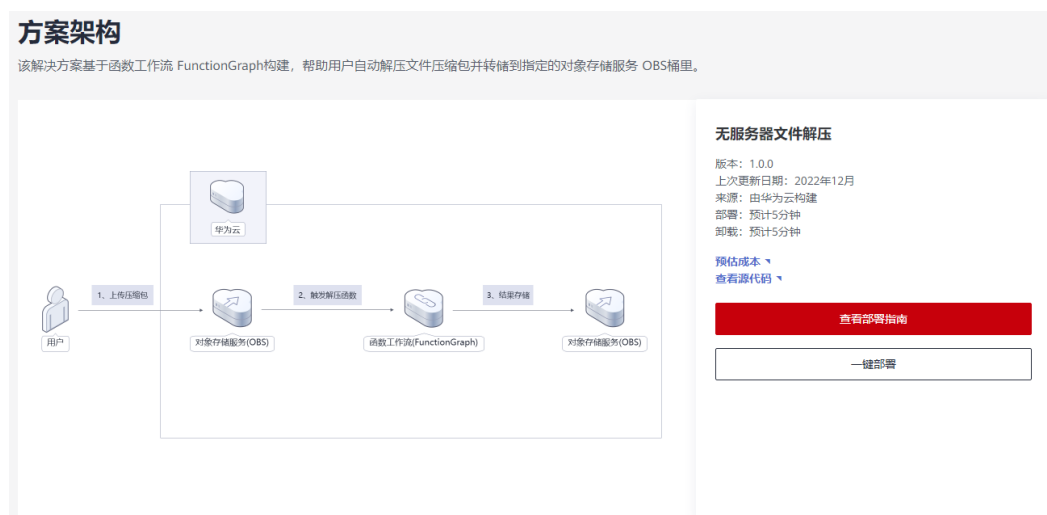 方案架构
该解决方案基于函数工作流 FunctionGraph构建，帮助用户自动解压文件压缩包并转储到指定的对象存储服务 OBS桶里。
华为云
1、上传压缩包
2、触发解压函数
3、结果存储
用户
对象存储服务(OBS)
函数工作流(FunctionGraph)
对象存储服务(OBS)
无服务器文件解压
版本：1.0.0
上次更新日期：2022年12月
来源：由华为云构建
部署：预计5分钟
卸载：预计5分钟
预估成本
查看源代码
查看部署指南
一键部署